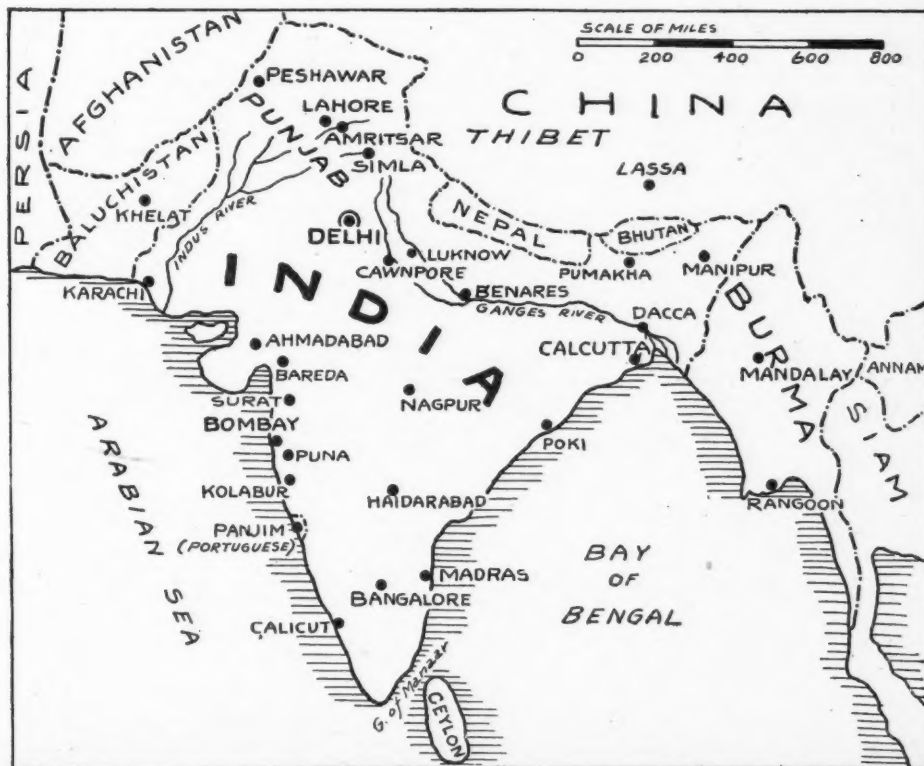 SCALE OF MILES
0 200 400 600 800
PERSIA
AFGHANISTAN
PESHAWAR
PUNJAB
LAHORE
AMRITSAR
SIMLA
CHINA
THIBET
LASSA
BALUCHISTAN
KHELAT
INDUS RIVER
DELHI
NEPAL
BHUTAN
LUKNOW
CAWNPORE
PUMAKHA
MANIPUR
KARACHI
INDIA
BENARES
GANGES RIVER
DACCA
BURMA
AHMADABAD
CALCUTTA
BAREDA
MANDALAY
ANNAM
SURAT
NAGPUR
SIAM
BOMBAY
POKI
PUNA
KOLABUR
HAIDARABAD
RANGOON
ARABIAN SEA
PANJIM
(PORTUGUESE)
BAY
OF
BENGAL
MADRAS
BANGALORE
CALICUT
G. of Manaar
CEYLON